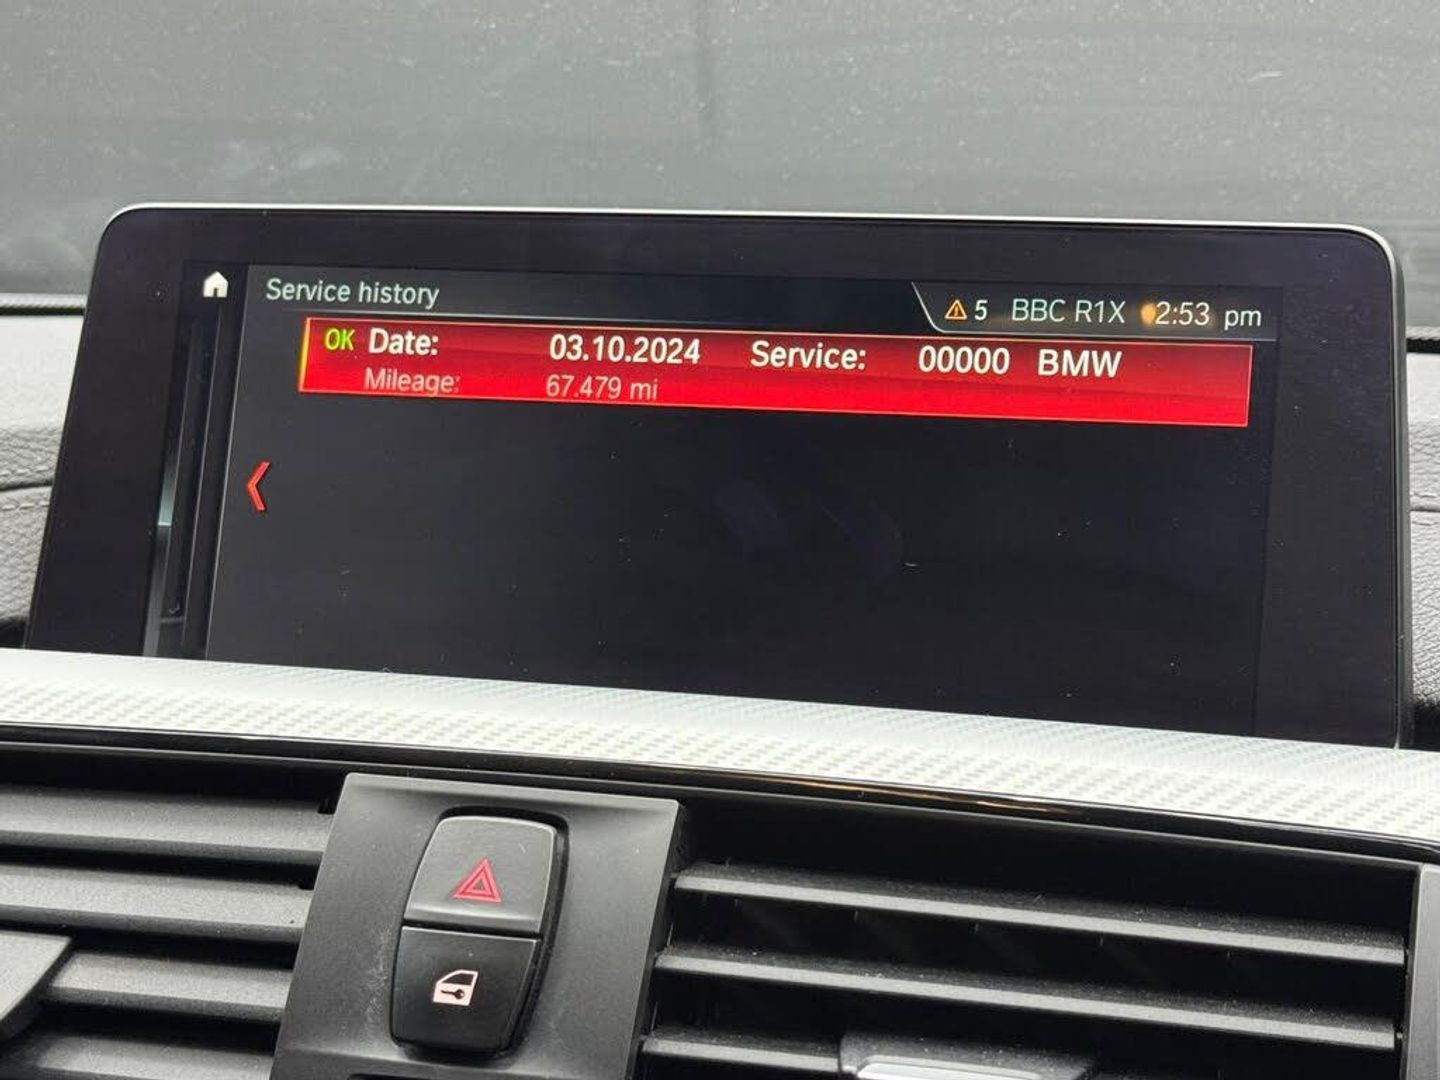 Service history
5 BBC R1X 2:53 pm
OK Date: 03.10.2024 Service: 00000 BMW
Mileage: 67.479 mi